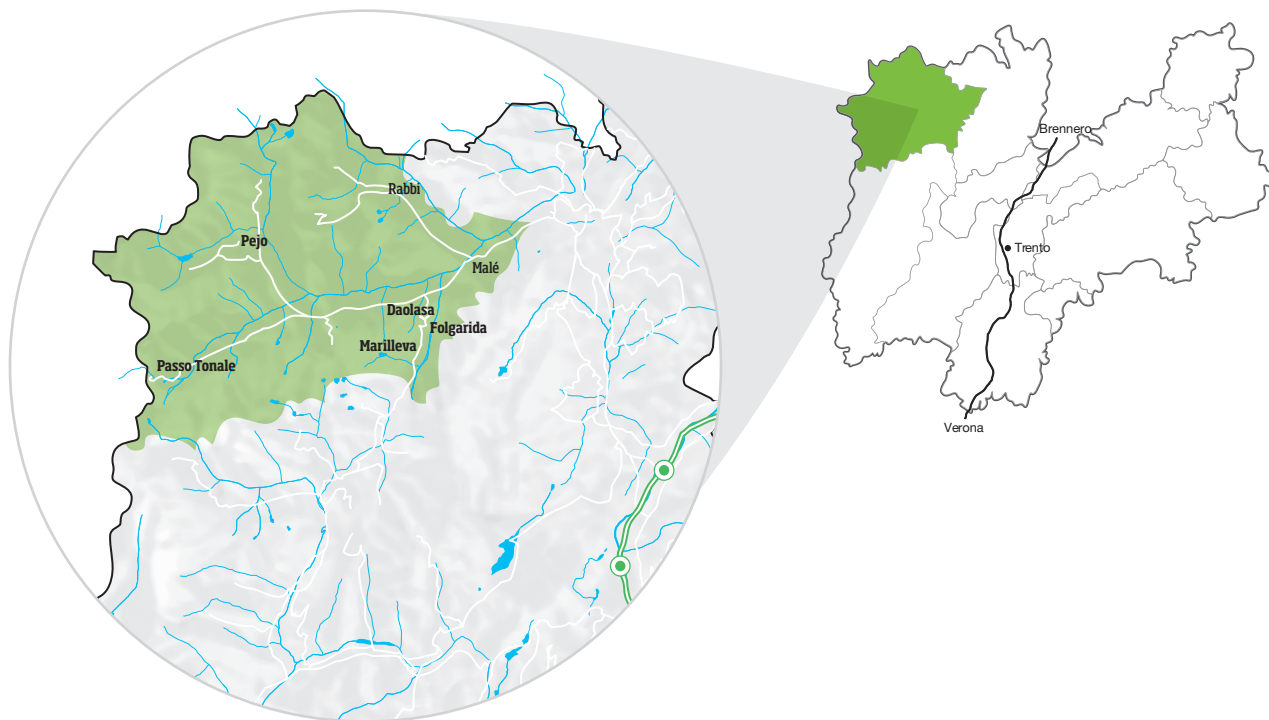 Rabbi
Pejo
Malé
Daolasa
Folgarida
Marilleva
Passo Tonale
Brennero
Trento
Verona